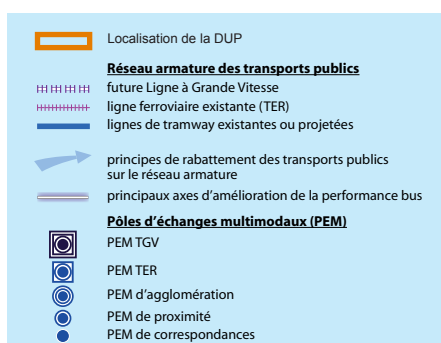 Localisation de la DUP
Réseau armature des transports publics
future Ligne à Grande Vitesse
ligne ferroviaire existante (TER)
lignes de tramway existantes ou projetées
principes de rabattement des transports publics
sur le réseau armature
principaux axes d'amélioration de la performance bus
Pôles d'échanges multimodaux (PEM)
PEM TGV
PEM TER
PEM d'agglomération
PEM de proximité
PEM de correspondances